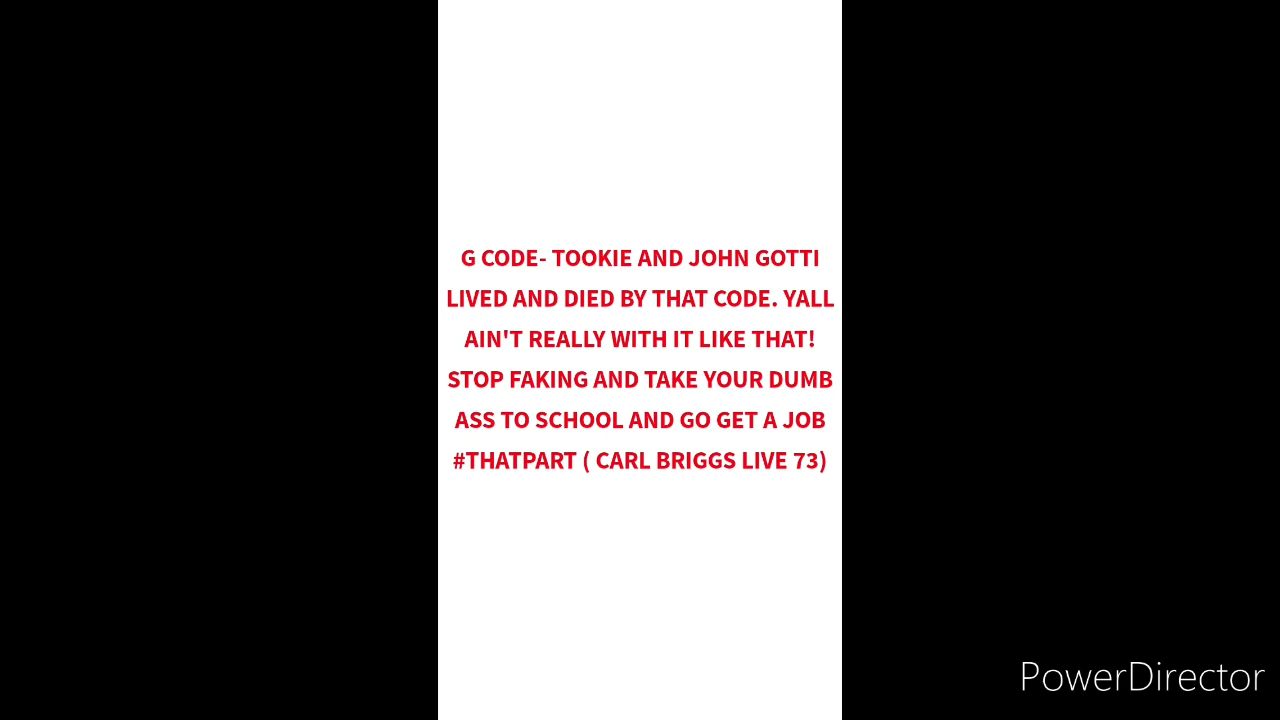 G CODE- TOOKIE AND JOHN GOTTI
LIVED AND DIED BY THAT CODE. YALL
AIN'T REALLY WITH IT LIKE THAT!
STOP FAKING AND TAKE YOUR DUMB
ASS TO SCHOOL AND GO GET A JOB
#THATPART ( CARL BRIGGS LIVE 73)
PowerDirector